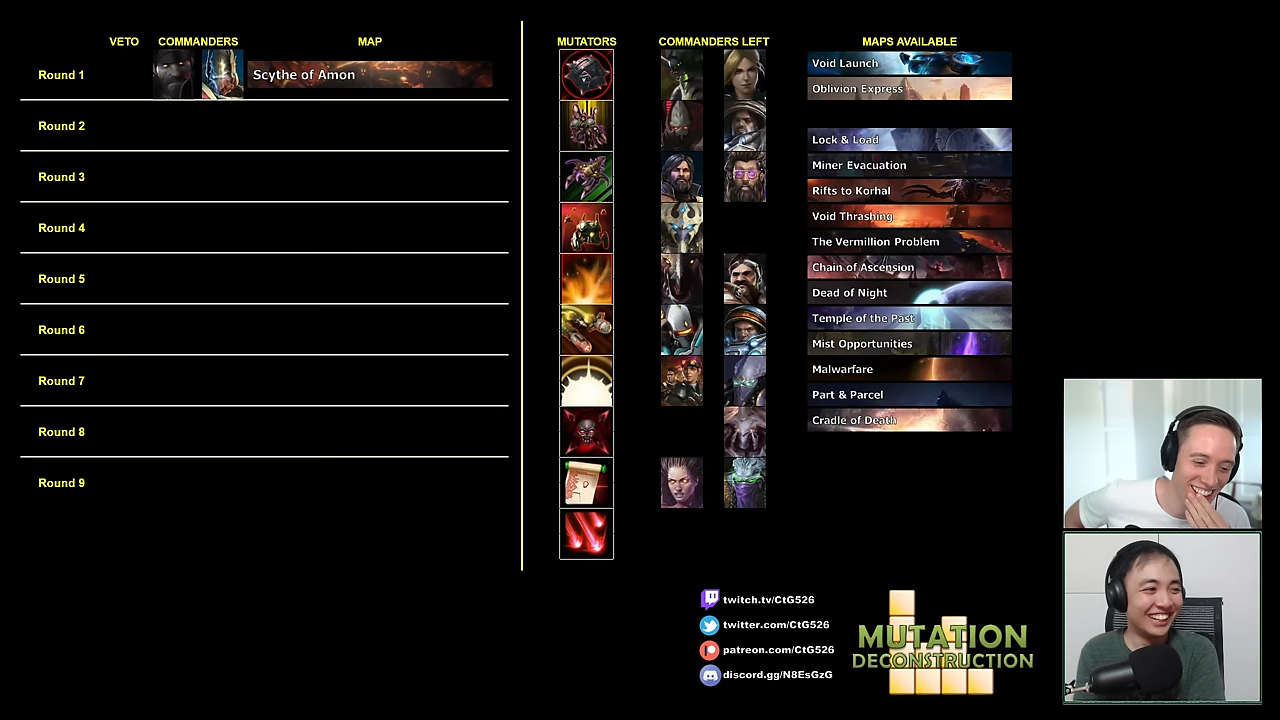 VETO COMMANDERS MAP MUTATORS COMMANDERS LEFT MAPS AVAILABLE
Round 1 Scythe of Amon
Round 2
Round 3
Round 4
Round 5
Round 6
Round 7
Round 8
Round 9
Void Launch
Oblivion Express
Lock & Load
Miner Evacuation
Rifts to Korhal
Void Thrashing
The Vermillion Problem
Chain of Ascension
Dead of Night
Temple of the Past
Mist Opportunities
Malwarfare
Part & Parcel
Cradle of Death
twitch.tv/CtG526
twitter.com/CtG526
patreon.com/CtG526
discord.gg/N8EsGzG
MUTATION
DECONSTRUCTION